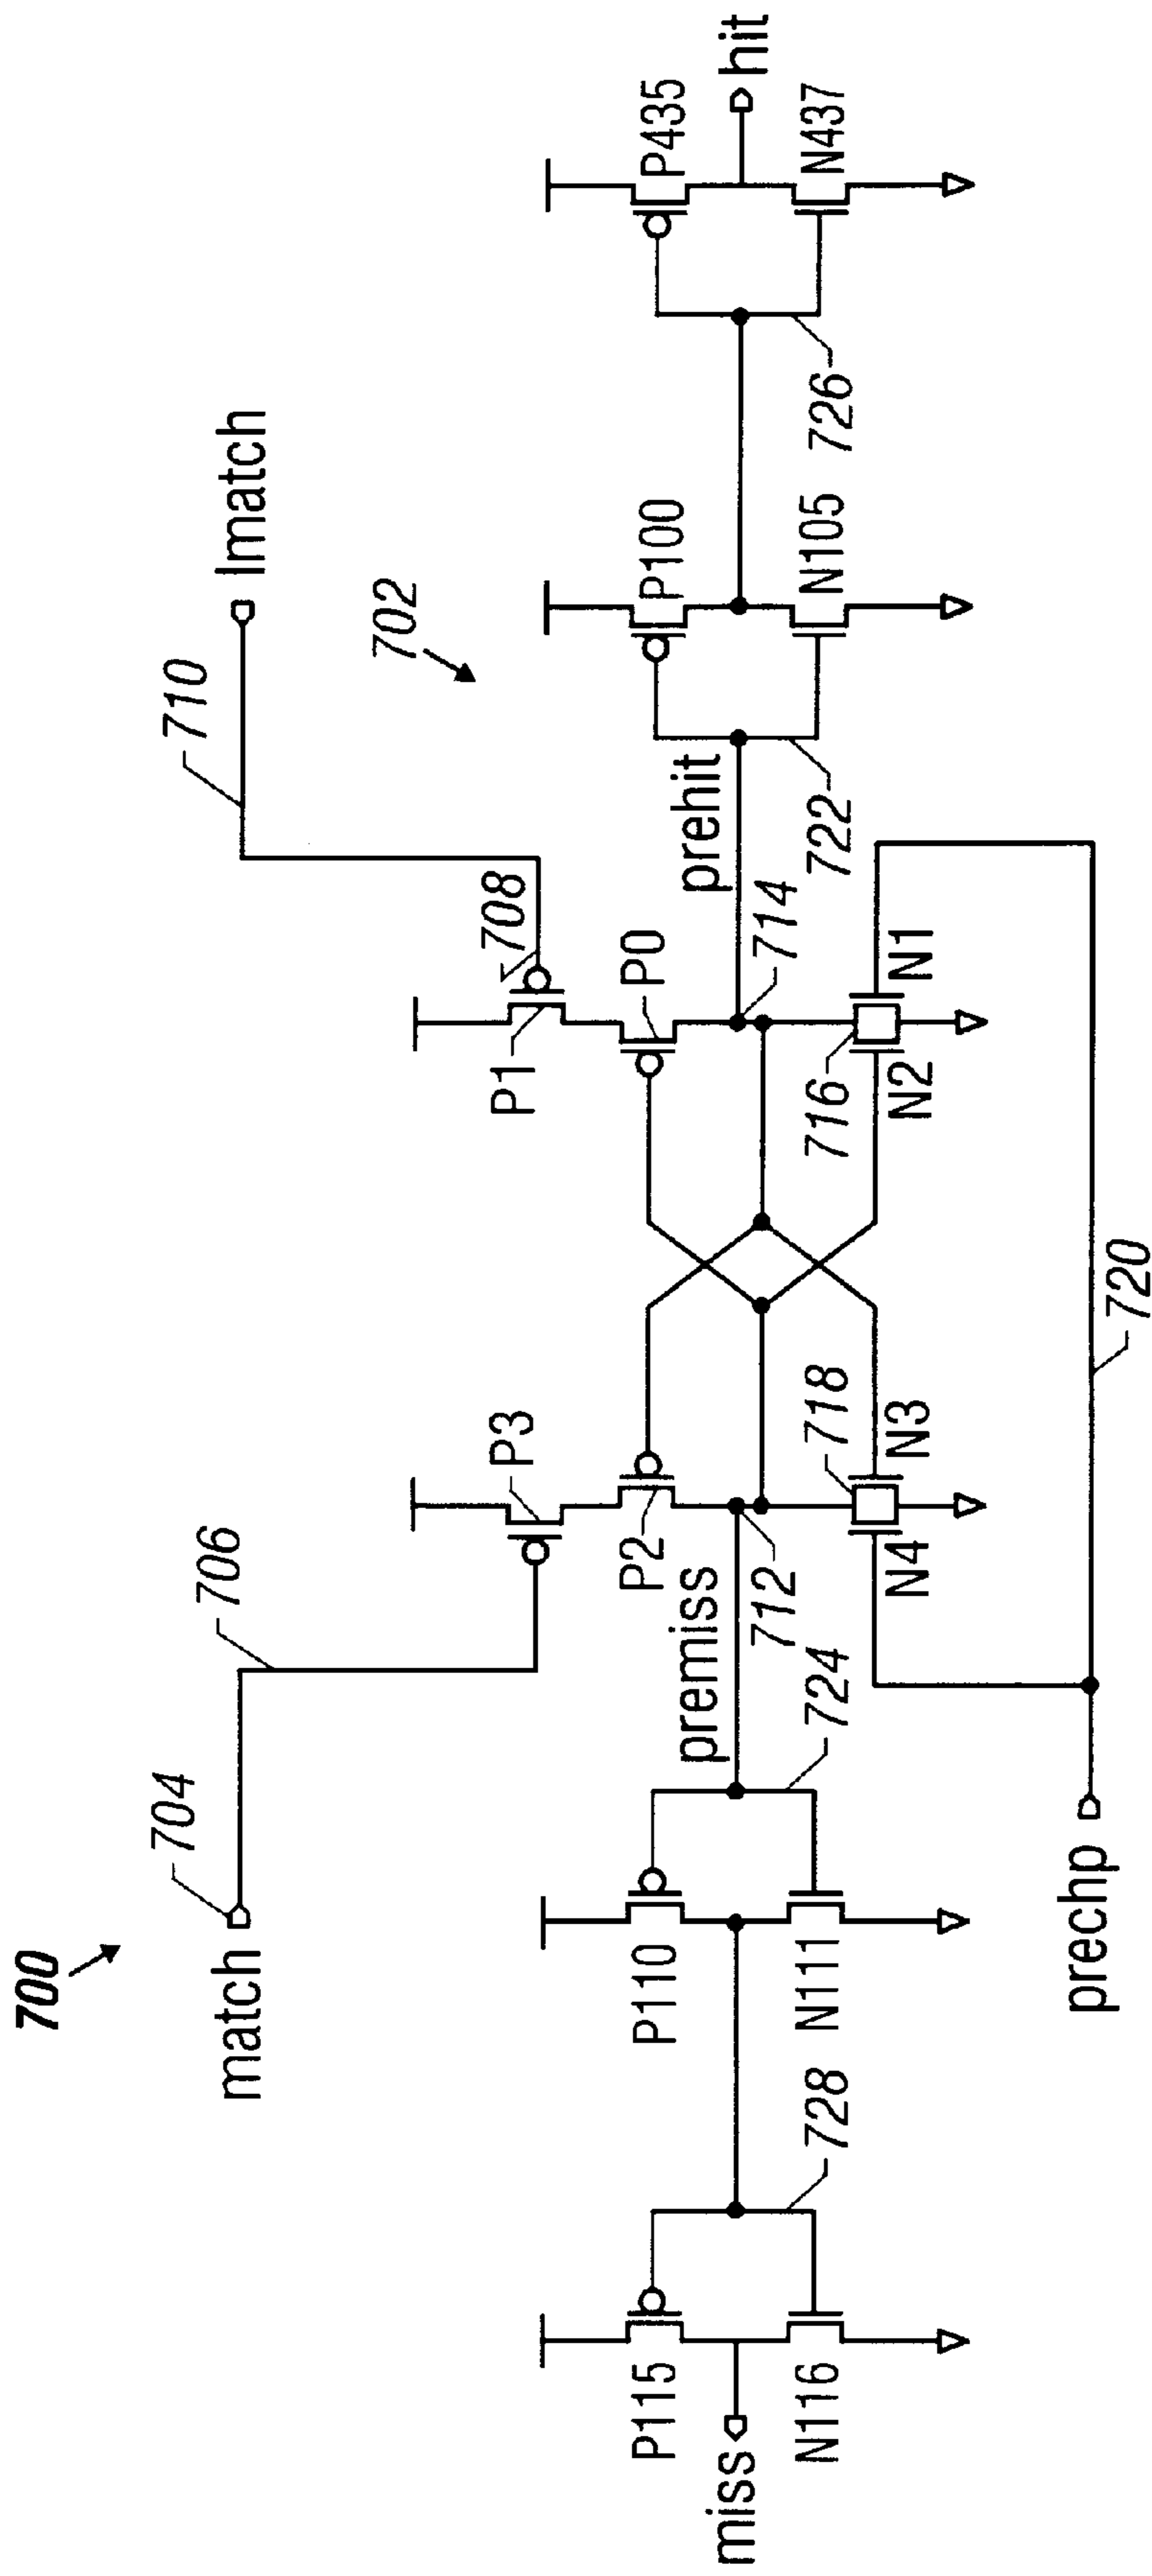 700
match
704
706
710
lmatch
702
P3
P1
708
P2
P0
miss
P115
N116
728
P110
N111
premiss
724
712
718
N4
N3
716
N2
N1
714
prehit
722
P100
N105
726
P435
N437
hit
prechp
720